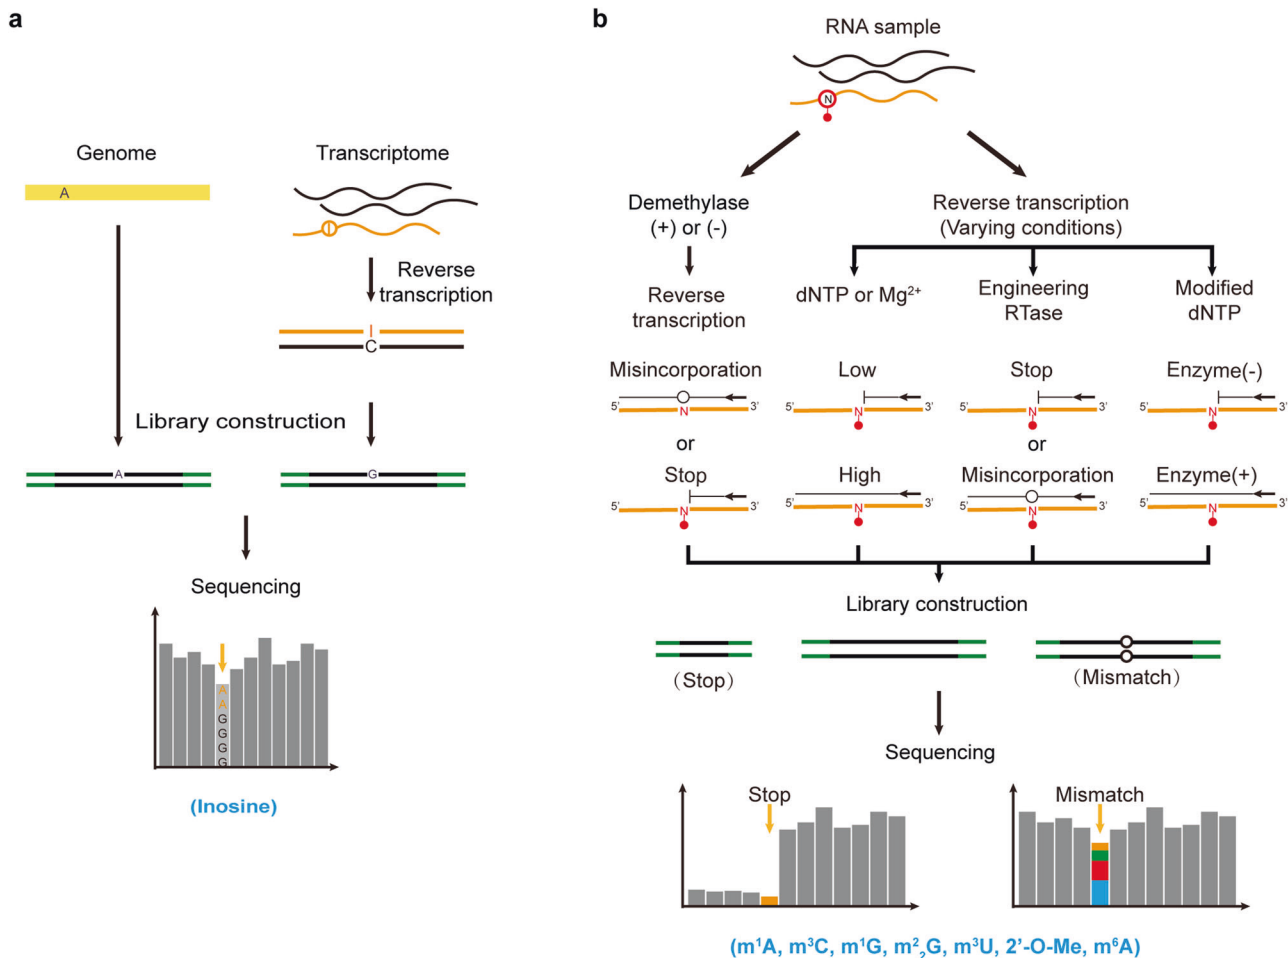 a
Genome
Transcriptome
A
I
Reverse
transcription
I
C
Library construction
A
G
Sequencing
A
A
G
G
G
G
(Inosine)
b
RNA sample
N
Demethylase
(+) or (-)
Reverse transcription
(Varying conditions)
Reverse
transcription
dNTP or Mg²⁺
Engineering
RTase
Modified
dNTP
Misincorporation
Low
Stop
Enzyme(-)
5' N 3'
5' N 3'
5' N 3'
5' N 3'
or
or
Stop
High
Misincorporation
Enzyme(+)
5' N 3'
5' N 3'
5' N 3'
5' N 3'
Library construction
(Stop)
(Mismatch)
Sequencing
Stop
Mismatch
(m¹A, m³C, m¹G, m²₂G, m³U, 2'-O-Me, m⁶A)